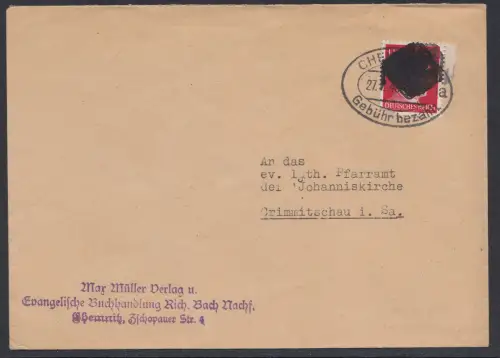 CHE
27.
a
Gebühr bezahlt
DEUTSCHES REICH
An das
ev. luth. Pfarramt
der Johanniskirche
Crimmitschau i. Sa.
Max Müller Verlag u.
Evangelische Buchhandlung Rich. Bach Nachf.
Chemnitz, Zschopauer Str. 4